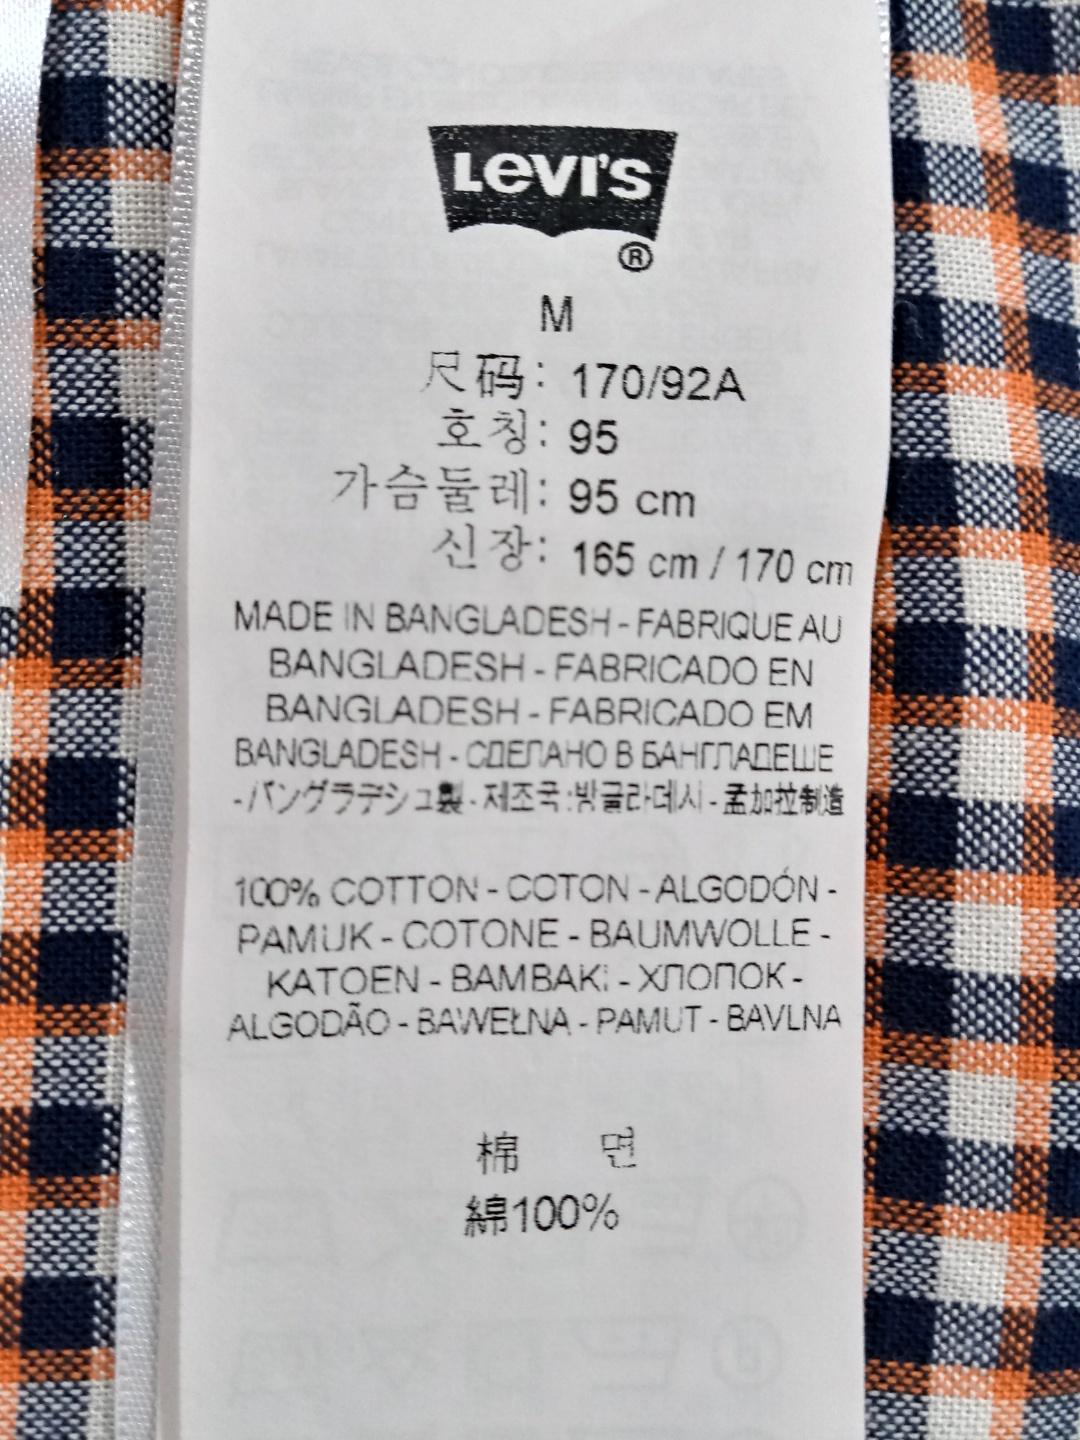 LEVI'S
®
M
尺码: 170/92A
호칭: 95
가슴둘레: 95 cm
신장: 165 cm / 170 cm
MADE IN BANGLADESH - FABRIQUE AU
BANGLADESH - FABRICADO EN
BANGLADESH - FABRICADO EM
BANGLADESH - СДЕЛАНО В БАНГЛАДЕШЕ
- バングラデシュ製 - 제조국:방글라데시 - 孟加拉制造
100% COTTON - COTON - ALGODÓN -
PAMUK - COTONE - BAUMWOLLE -
KATOEN - BAMBAKI - ХЛОПОК -
ALGODÃO - BAWEŁNA - PAMUT - BAVLNA
棉 면
綿100%